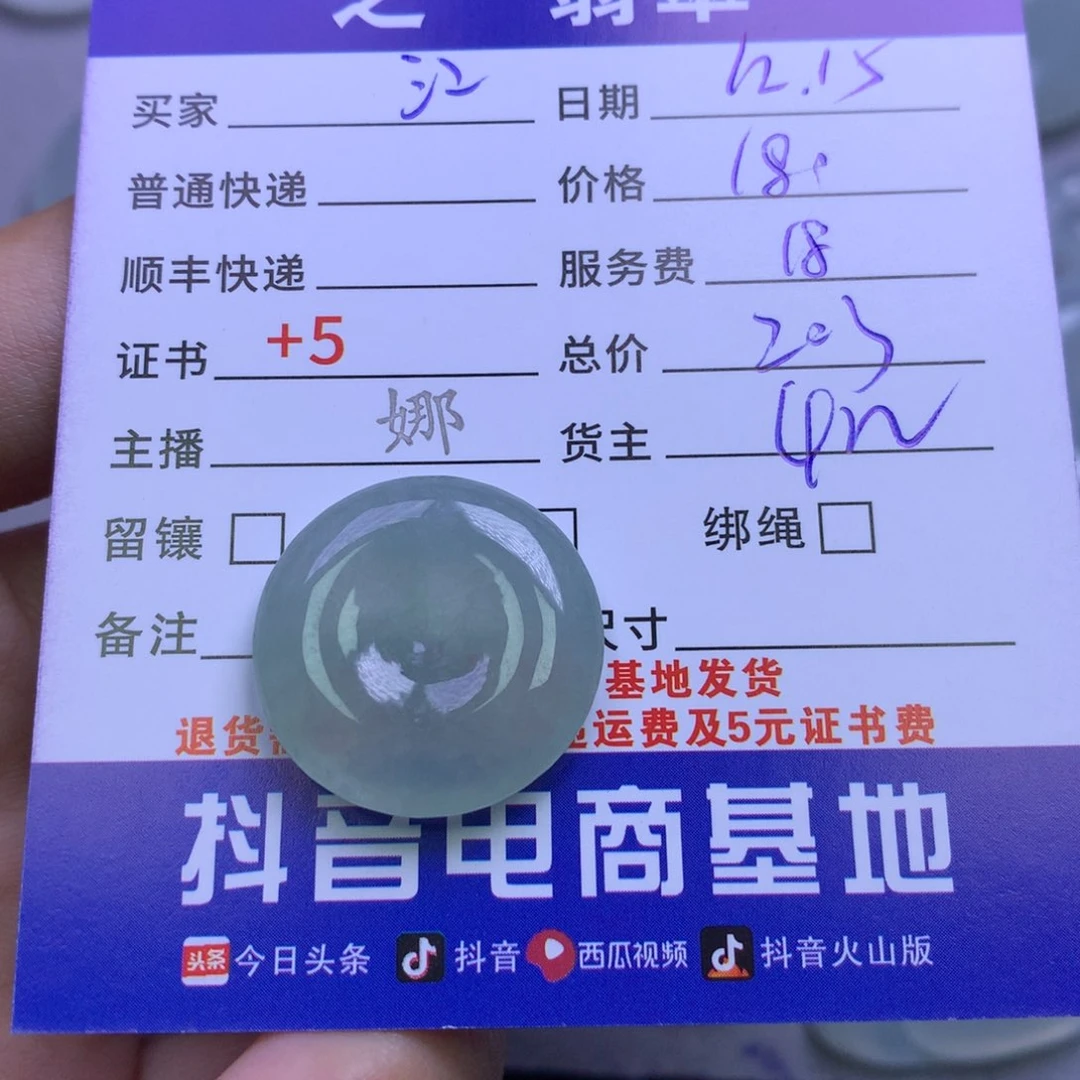 之 翡翠
买家 江 日期 12.15
普通快递 价格 180
顺丰快递 服务费 18
证书 +5 总价 203
主播 娜 货主
留镶 绑绳
备注 尺寸
基地发货
退货 运费及5元证书费
抖音电商基地
头条 今日头条 抖音 西瓜视频 抖音火山版